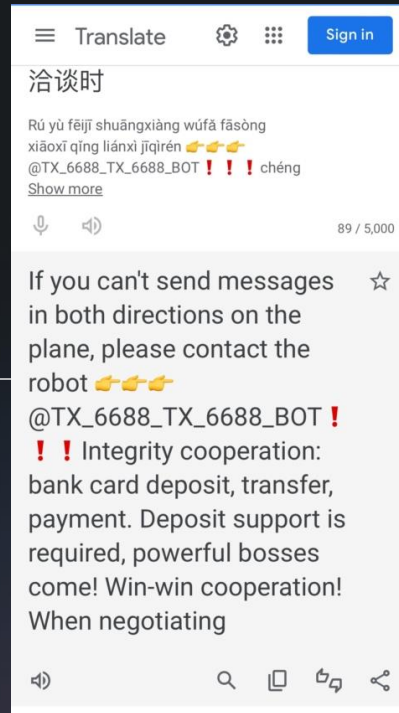 Translate
Sign in
洽谈时
Rú yù fēijī shuāngxiàng wúfǎ fāsòng
xiāoxī qǐng liánxì jīqìrén 👉👉👉
@TX_6688_TX_6688_BOT❗❗❗chéng
Show more
89 / 5,000
If you can't send messages
in both directions on the
plane, please contact the
robot 👉👉👉
@TX_6688_TX_6688_BOT❗
❗❗Integrity cooperation:
bank card deposit, transfer,
payment. Deposit support is
required, powerful bosses
come! Win-win cooperation!
When negotiating